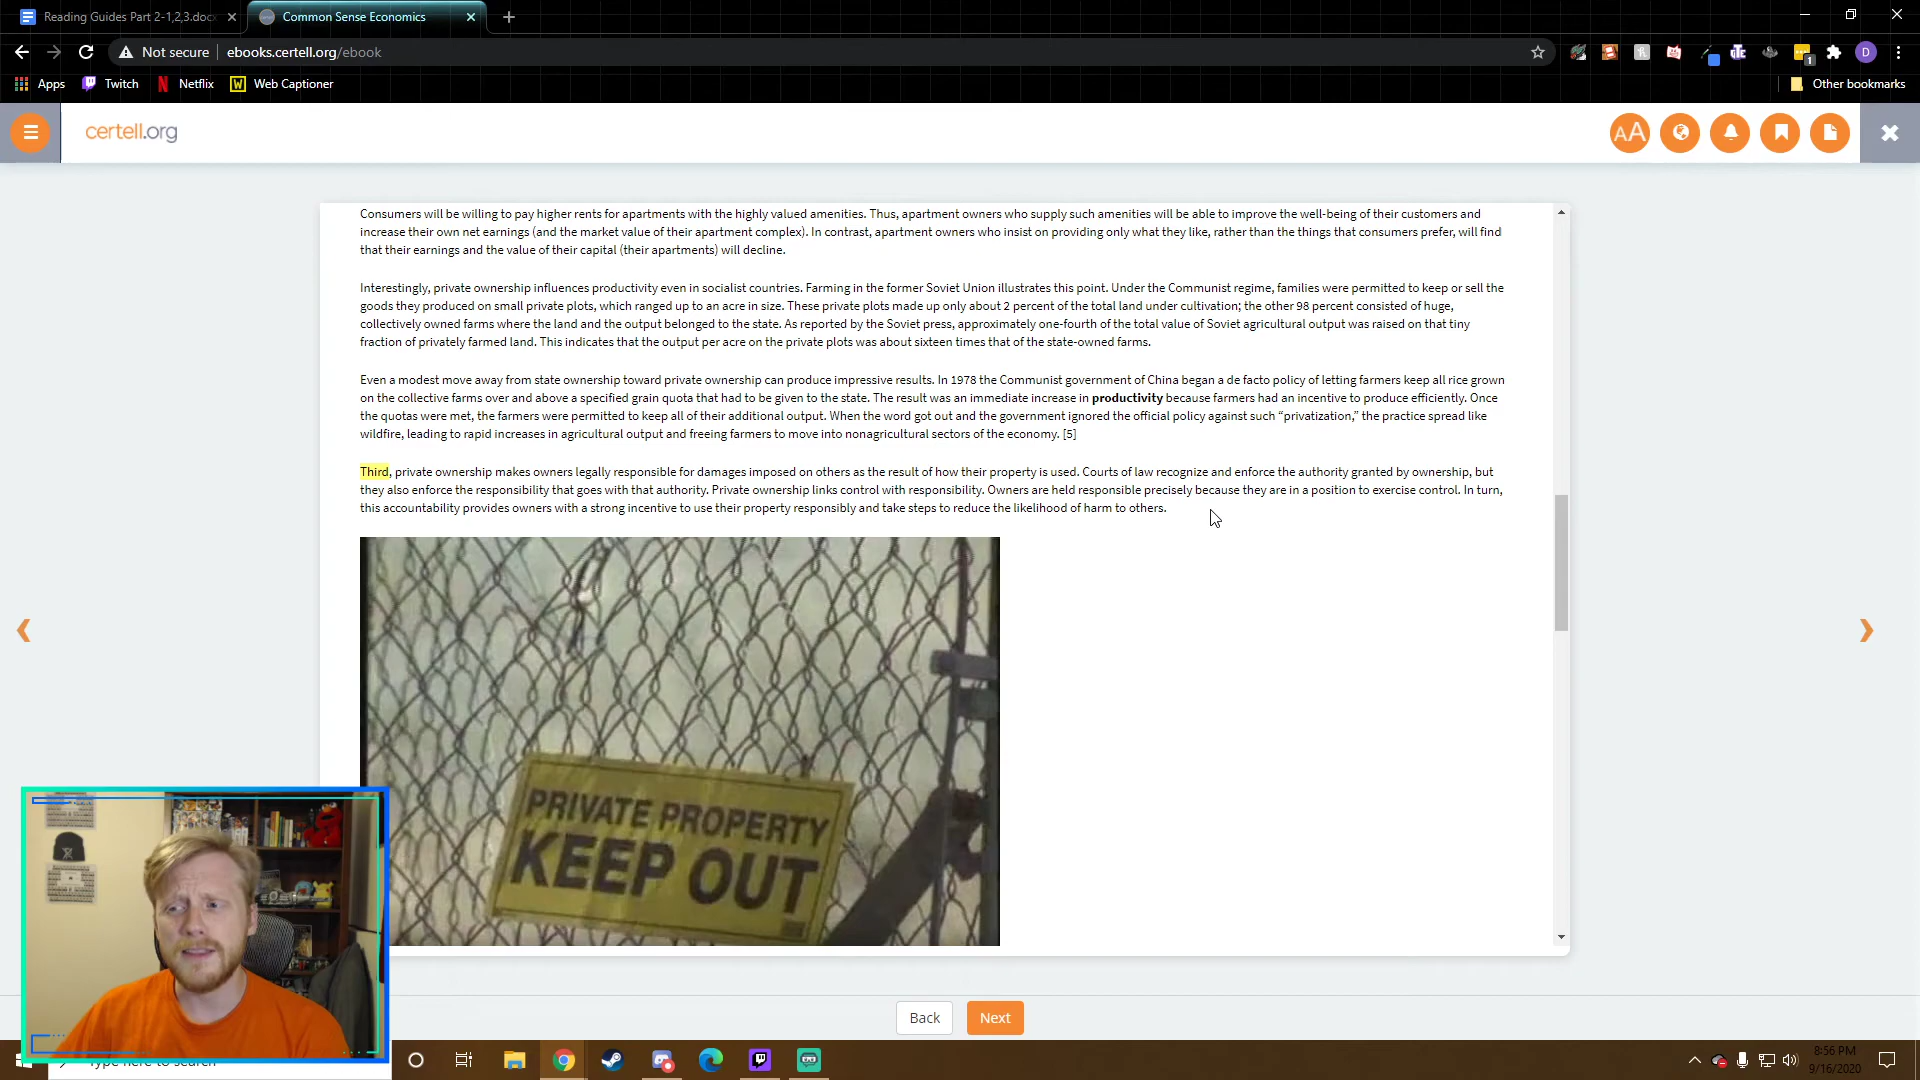 Reading Guides Part 2-1,2,3.docx
Common Sense Economics
Not secure
ebooks.certell.org/ebook
1
D
Apps
Twitch
Netflix
Web Captioner
Other bookmarks
certell.org
AA
Consumers will be willing to pay higher rents for apartments with the highly valued amenities. Thus, apartment owners who supply such amenities will be able to improve the well-being of their customers and
increase their own net earnings (and the market value of their apartment complex). In contrast, apartment owners who insist on providing only what they like, rather than the things that consumers prefer, will find
that their earnings and the value of their capital (their apartments) will decline.
Interestingly, private ownership influences productivity even in socialist countries. Farming in the former Soviet Union illustrates this point. Under the Communist regime, families were permitted to keep or sell the
goods they produced on small private plots, which ranged up to an acre in size. These private plots made up only about 2 percent of the total land under cultivation; the other 98 percent consisted of huge,
collectively owned farms where the land and the output belonged to the state. As reported by the Soviet press, approximately one-fourth of the total value of Soviet agricultural output was raised on that tiny
fraction of privately farmed land. This indicates that the output per acre on the private plots was about sixteen times that of the state-owned farms.
Even a modest move away from state ownership toward private ownership can produce impressive results. In 1978 the Communist government of China began a de facto policy of letting farmers keep all rice grown
on the collective farms over and above a specified grain quota that had to be given to the state. The result was an immediate increase in productivity because farmers had an incentive to produce efficiently. Once
the quotas were met, the farmers were permitted to keep all of their additional output. When the word got out and the government ignored the official policy against such “privatization,” the practice spread like
wildfire, leading to rapid increases in agricultural output and freeing farmers to move into nonagricultural sectors of the economy. [5]
Third, private ownership makes owners legally responsible for damages imposed on others as the result of how their property is used. Courts of law recognize and enforce the authority granted by ownership, but
they also enforce the responsibility that goes with that authority. Private ownership links control with responsibility. Owners are held responsible precisely because they are in a position to exercise control. In turn,
this accountability provides owners with a strong incentive to use their property responsibly and take steps to reduce the likelihood of harm to others.
PRIVATE PROPERTY
KEEP OUT
Back
Next
Type here to search
8:56 PM
9/16/2020